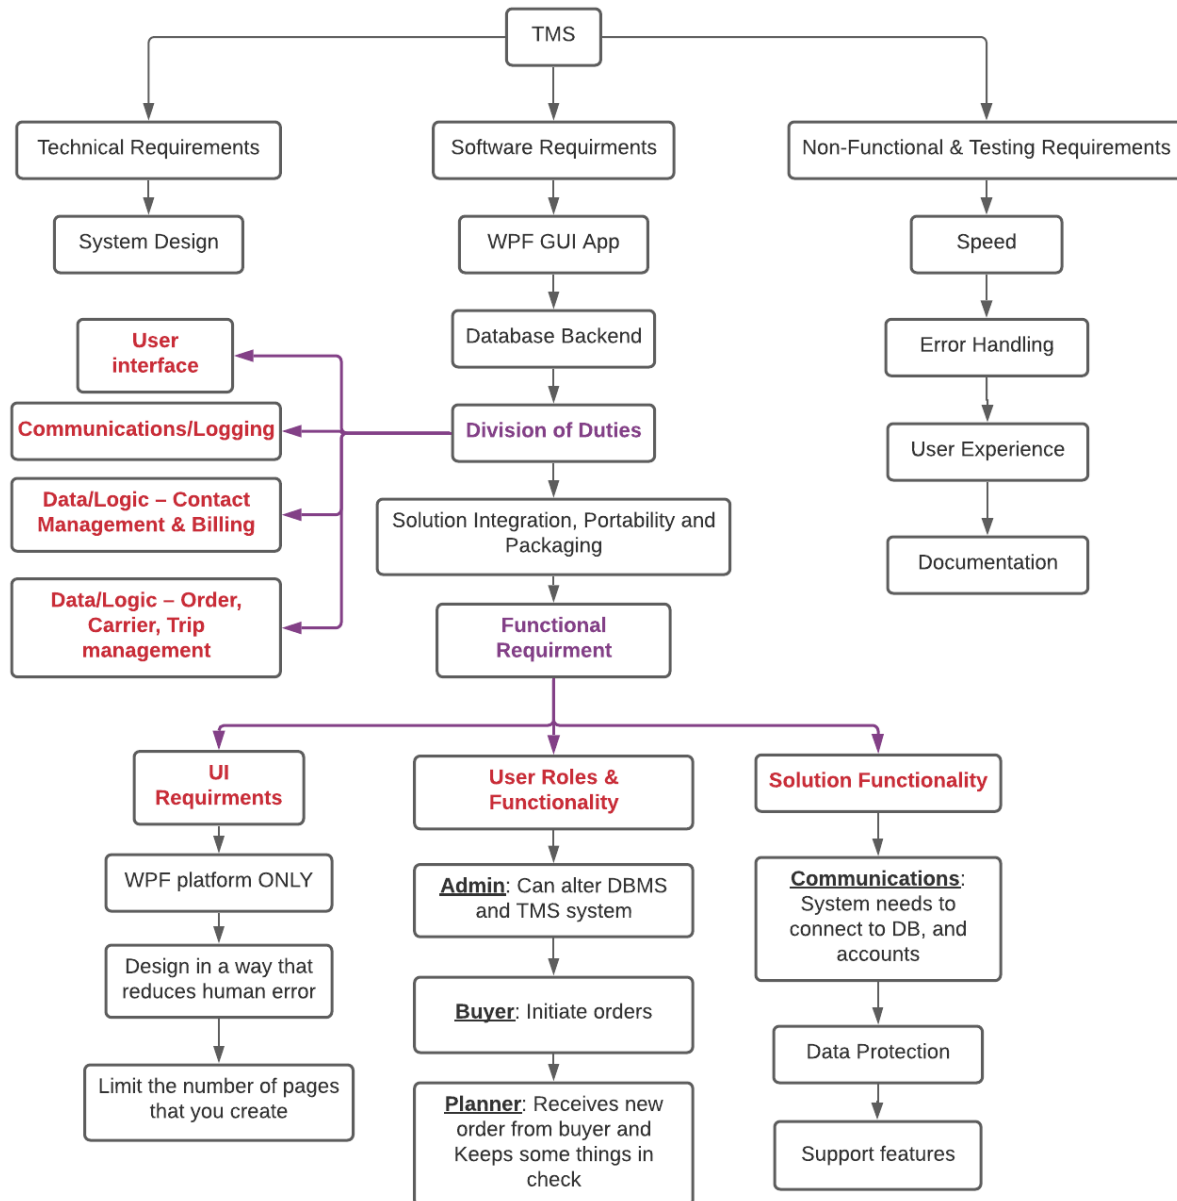 TMS
Technical Requirements
Software Requirments
Non-Functional & Testing Requirements
System Design
WPF GUI App
Speed
User
interface
Database Backend
Error Handling
Communications/Logging
Division of Duties
User Experience
Data/Logic – Contact
Management & Billing
Solution Integration, Portability and
Packaging
Documentation
Data/Logic – Order,
Carrier, Trip
management
Functional
Requirment
UI
Requirments
User Roles &
Functionality
Solution Functionality
WPF platform ONLY
Admin: Can alter DBMS
and TMS system
Communications:
System needs to
connect to DB, and
accounts
Design in a way that
reduces human error
Buyer: Initiate orders
Data Protection
Limit the number of pages
that you create
Planner: Receives new
order from buyer and
Keeps some things in
check
Support features